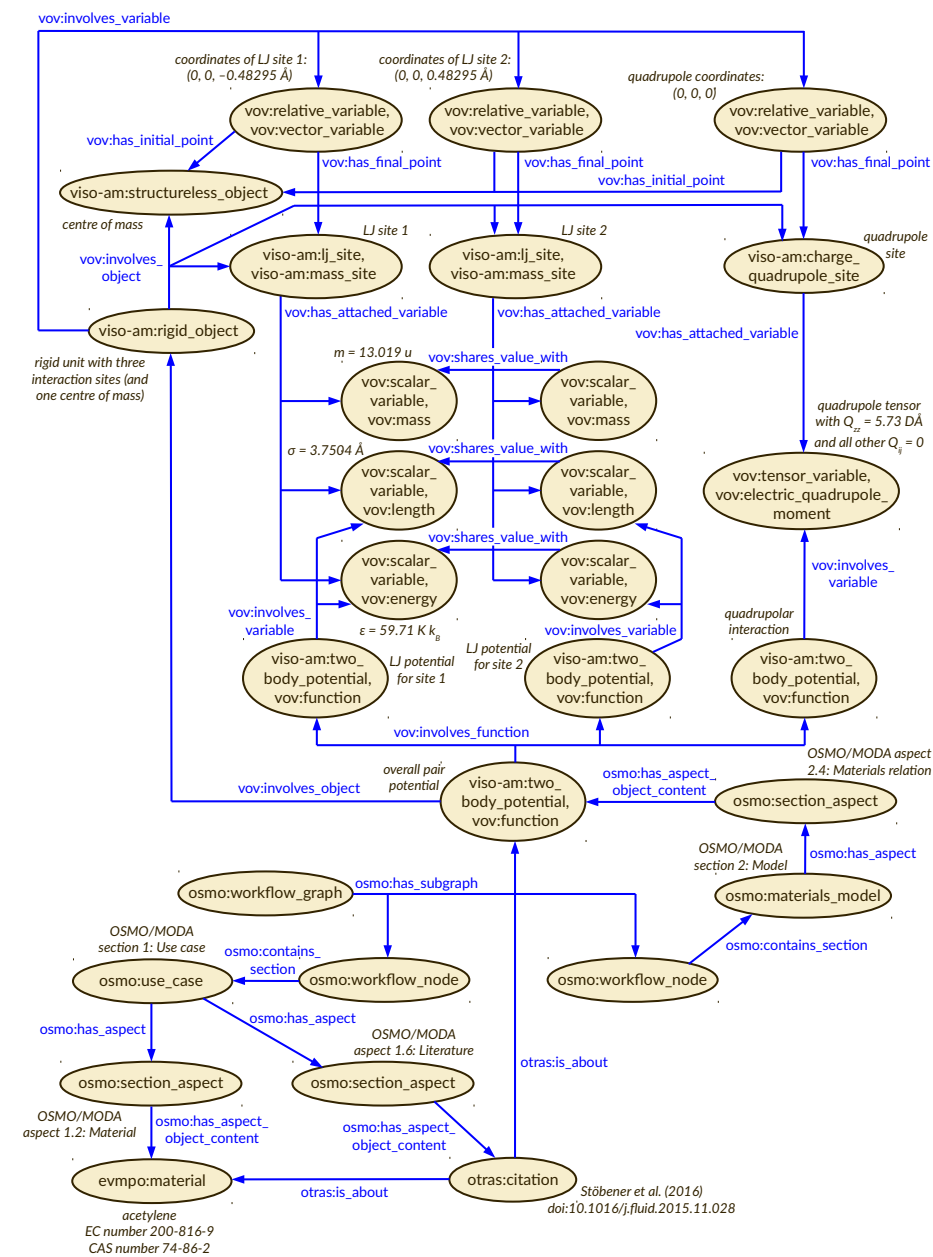 vov:involves_variable
coordinates of LJ site 1:
(0, 0, –0.48295 Å)
coordinates of LJ site 2:
(0, 0, 0.48295 Å)
quadrupole coordinates:
(0, 0, 0)
vov:relative_variable,
vov:vector_variable
vov:relative_variable,
vov:vector_variable
vov:relative_variable,
vov:vector_variable
vov:has_initial_point
vov:has_final_point
vov:has_final_point
vov:has_final_point
vov:has_initial_point
viso-am:structureless_object
centre of mass
LJ site 1
LJ site 2
quadrupole
site
vov:involves_
object
viso-am:lj_site,
viso-am:mass_site
viso-am:lj_site,
viso-am:mass_site
viso-am:charge_
quadrupole_site
vov:has_attached_variable
vov:has_attached_variable
vov:has_attached_variable
viso-am:rigid_object
rigid unit with three
interaction sites (and
one centre of mass)
m = 13.019 u
vov:shares_value_with
vov:scalar_
variable,
vov:mass
vov:scalar_
variable,
vov:mass
quadrupole tensor
with Qzz = 5.73 DÅ
and all other Qij = 0
σ = 3.7504 Å
vov:shares_value_with
vov:scalar_
variable,
vov:length
vov:scalar_
variable,
vov:length
vov:tensor_variable,
vov:electric_quadrupole_
moment
vov:shares_value_with
vov:scalar_
variable,
vov:energy
vov:scalar_
variable,
vov:energy
vov:involves_
variable
vov:involves_
variable
ε = 59.71 K kB
vov:involves_variable
quadrupolar
interaction
LJ potential
for site 1
LJ potential
for site 2
viso-am:two_
body_potential,
vov:function
viso-am:two_
body_potential,
vov:function
viso-am:two_
body_potential,
vov:function
vov:involves_function
overall pair
potential
vov:involves_object
viso-am:two_
body_potential,
vov:function
osmo:has_aspect_
object_content
OSMO/MODA aspect
2.4: Materials relation
osmo:section_aspect
OSMO/MODA
section 2: Model
osmo:has_aspect
osmo:workflow_graph
osmo:has_subgraph
osmo:materials_model
OSMO/MODA
section 1: Use case
osmo:contains_
section
osmo:contains_section
osmo:use_case
osmo:workflow_node
osmo:workflow_node
osmo:has_aspect
osmo:has_aspect
OSMO/MODA
aspect 1.6: Literature
otras:is_about
osmo:section_aspect
osmo:section_aspect
OSMO/MODA
aspect 1.2: Material
osmo:has_aspect_
object_content
osmo:has_aspect_
object_content
evmpo:material
otras:is_about
otras:citation
Stöbener et al. (2016)
doi:10.1016/j.fluid.2015.11.028
acetylene
EC number 200-816-9
CAS number 74-86-2